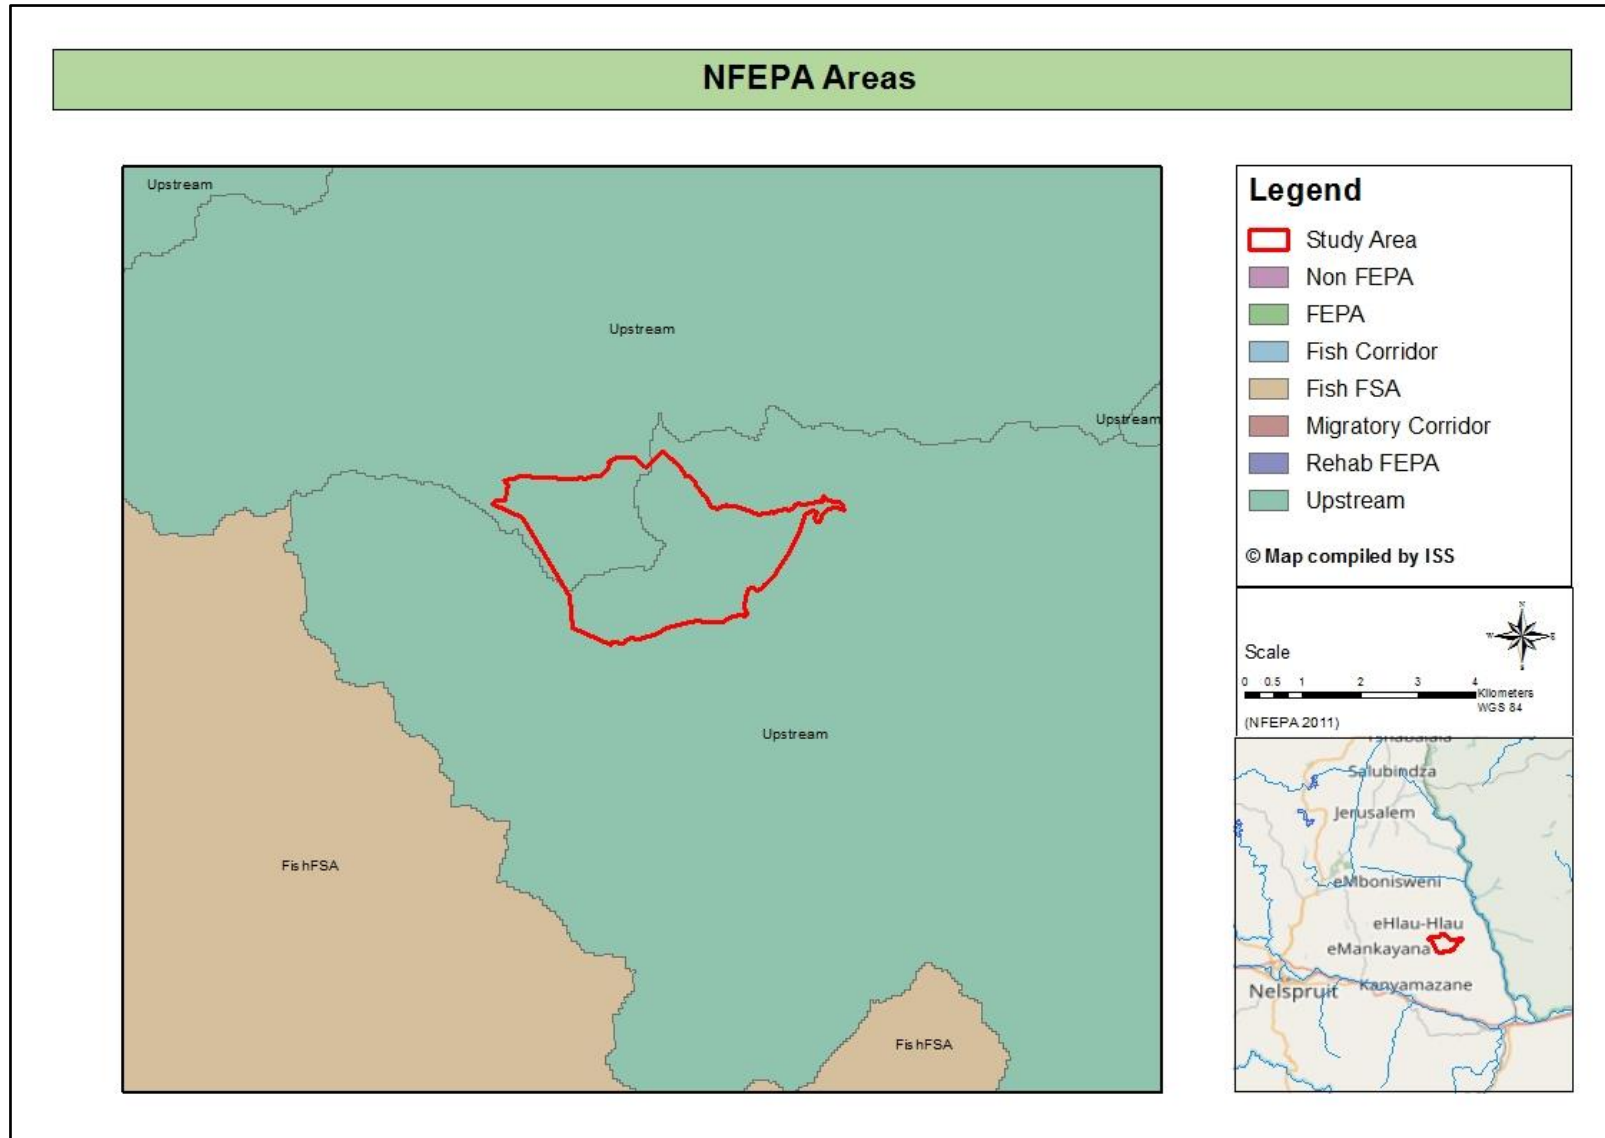 NFEPA Areas
Upstream
Upstream
Upstream
Upstream
FishFSA
FishFSA
Legend
Study Area
Non FEPA
FEPA
Fish Corridor
Fish FSA
Migratory Corridor
Rehab FEPA
Upstream
© Map compiled by ISS
N
W E
S
Scale
0 0.5 1 2 3 4
Kilometers
WGS 84
(NFEPA 2011)
Salubindza
Jerusalem
eMbonisweni
eHlau-Hlau
eMankayana
Nelspruit
Kanyamazane